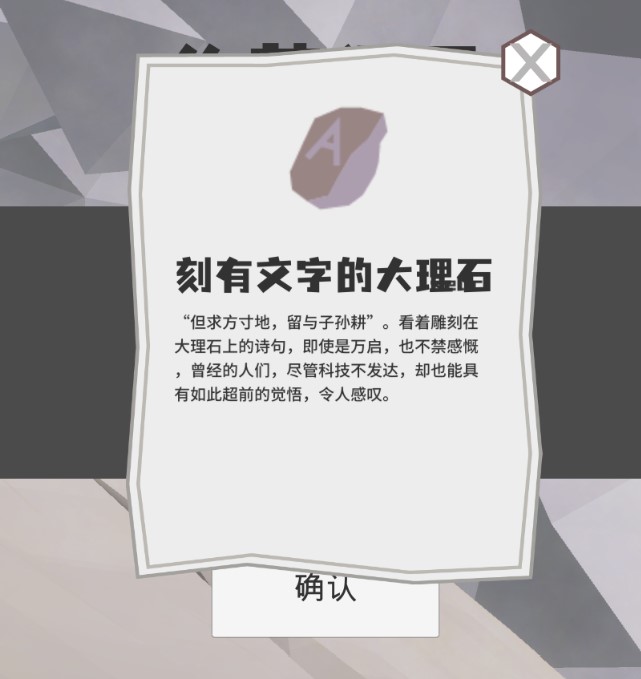 A
刻有文字的大理石
“但求方寸地，留与子孙耕”。看着雕刻在
大理石上的诗句，即使是万启，也不禁感慨
，曾经的人们，尽管科技不发达，却也能具
有如此超前的觉悟，令人感叹。
确认